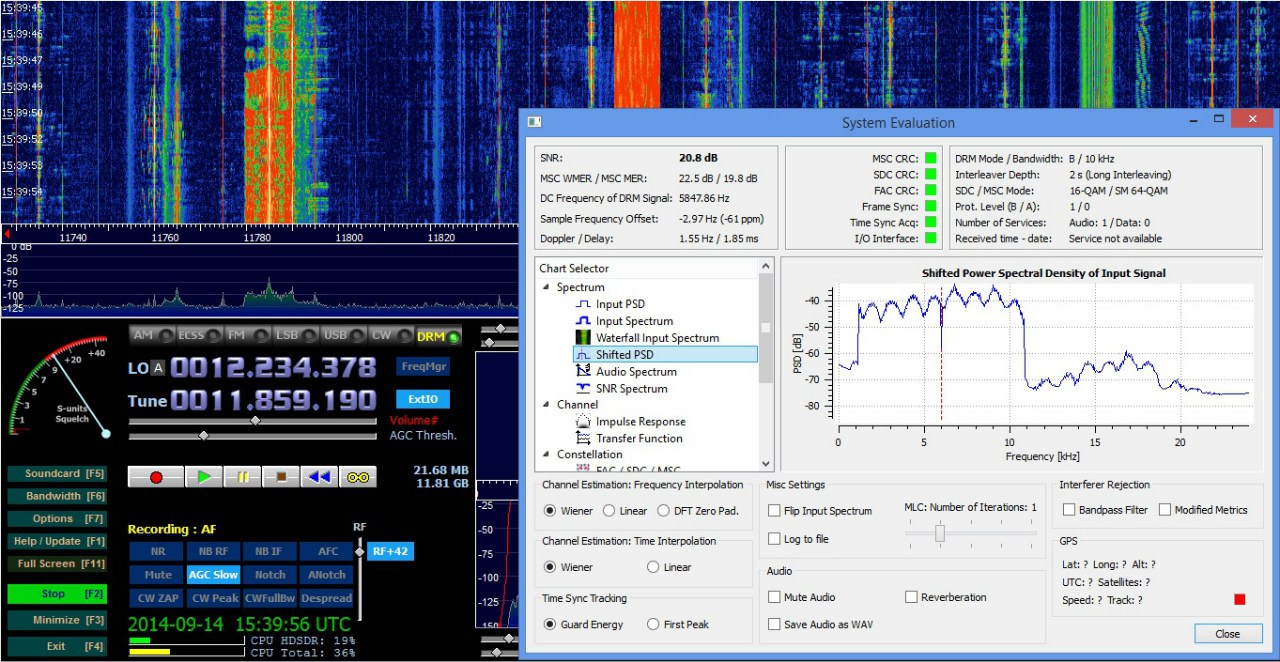 15:39:45
15:39:46
15:39:47
15:39:49
15:39:50
15:39:52
15:39:53
15:39:54
11740 11760 11780 11800 11820
0 dB
-25
-50
-75
-100
-125
+20 +40
9
7
5
3
1
S-units
Squelch
AM ECSS FM LSB USB CW DRM
LO A 0012.234.378 FreqMgr
Tune 0011.859.190 ExtIO
Volume#
AGC Thresh.
21.68 MB
11.81 GB
Soundcard [F5]
Bandwidth [F6]
Options [F7]
Help / Update [F1]
Full Screen [F11]
Stop [F2]
Minimize [F3]
Exit [F4]
Recording : AF
RF
NR NB RF NB IF AFC RF+42
Mute AGC Slow Notch ANotch
CW ZAP CW Peak CWFullBw Despread
2014-09-14 15:39:56 UTC
CPU HDSDR: 19%
CPU Total: 36%
-25
-50
-75
-100
-125
-150
System Evaluation
SNR: 20.8 dB
MSC WMER / MSC MER: 22.5 dB / 19.8 dB
DC Frequency of DRM Signal: 5847.86 Hz
Sample Frequency Offset: -2.97 Hz (-61 ppm)
Doppler / Delay: 1.55 Hz / 1.85 ms
MSC CRC:
SDC CRC:
FAC CRC:
Frame Sync:
Time Sync Acq:
I/O Interface:
DRM Mode / Bandwidth: B / 10 kHz
Interleaver Depth: 2 s (Long Interleaving)
SDC / MSC Mode: 16-QAM / SM 64-QAM
Prot. Level (B / A): 1 / 0
Number of Services: Audio: 1 / Data: 0
Received time - date: Service not available
Chart Selector
Spectrum
Input PSD
Input Spectrum
Waterfall Input Spectrum
Shifted PSD
Audio Spectrum
SNR Spectrum
Channel
Impulse Response
Transfer Function
Constellation
FAC / SDC / MSC
Shifted Power Spectral Density of Input Signal
PSD [dB]
-40
-50
-60
-70
-80
0 5 10 15 20
Frequency [kHz]
Channel Estimation: Frequency Interpolation
Wiener Linear DFT Zero Pad.
Channel Estimation: Time Interpolation
Wiener Linear
Time Sync Tracking
Guard Energy First Peak
Misc Settings
Flip Input Spectrum
Log to file
MLC: Number of Iterations: 1
Audio
Mute Audio Reverberation
Save Audio as WAV
Interferer Rejection
Bandpass Filter Modified Metrics
GPS
Lat: ? Long: ? Alt: ?
UTC: ? Satellites: ?
Speed: ? Track: ?
Close